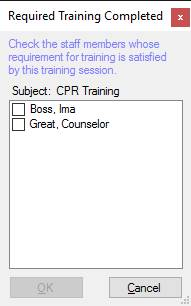 Required Training Completed
x
Check the staff members whose
requirement for training is satisfied
by this training session.
Subject: CPR Training
Boss, Ima
Great, Counselor
OK
Cancel